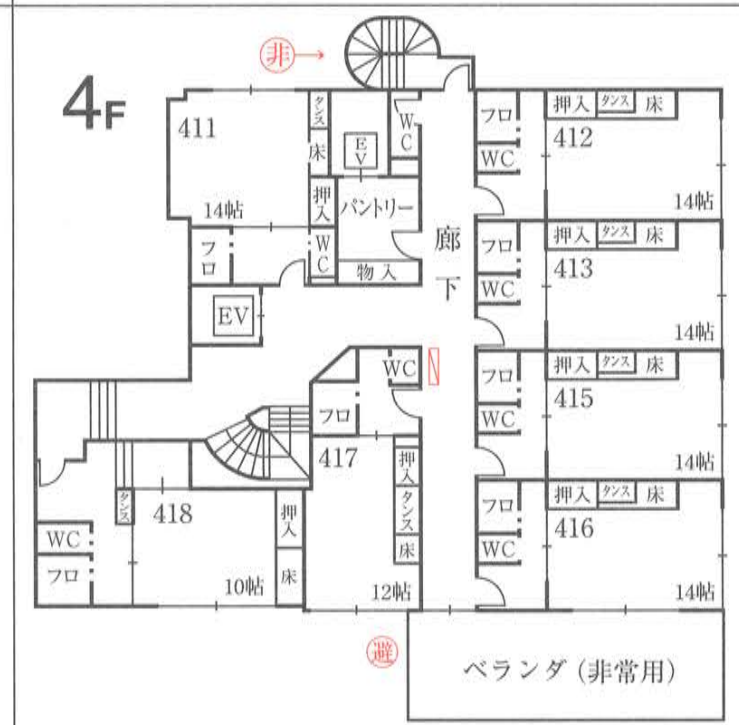 4F
非→
411
タンス
床
押入
14帖
フロ
WC
EV
WC
パントリー
物入
廊下
EV
フロ
WC
押入
タンス
床
412
14帖
フロ
WC
押入
タンス
床
413
14帖
フロ
WC
押入
タンス
床
415
14帖
フロ
WC
押入
タンス
床
416
14帖
WC
フロ
417
押入
タンス
床
12帖
タンス
418
押入
床
10帖
WC
フロ
避
ベランダ(非常用)